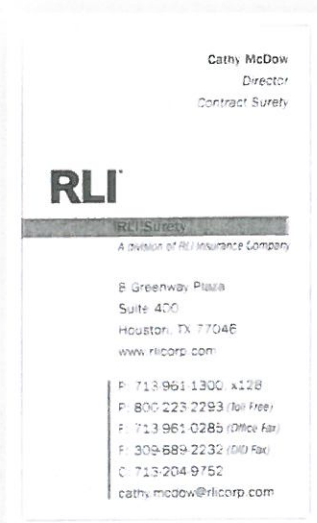 Cathy McDow
Director
Contract Surety
RLI
RLI Surety
A division of RLI Insurance Company
8 Greenway Plaza
Suite 400
Houston, TX 77046
www.rlicorp.com
P: 713-961-1300, x128
P: 800-223-2293 (Toll Free)
F: 713-961-0285 (Office Fax)
F: 309-689-2232 (DID Fax)
C: 713-204-9752
cathy.mcdow@rlicorp.com